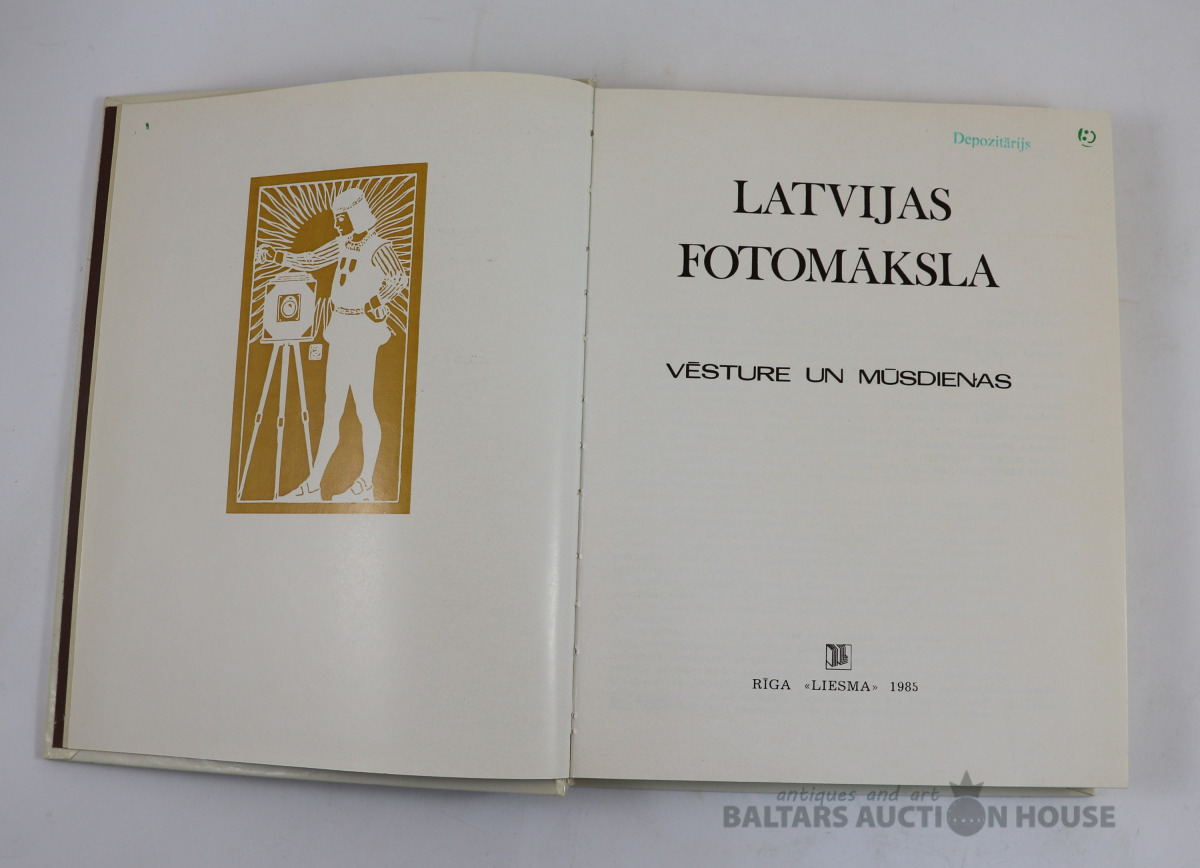 Depozitārijs
LATVIJAS
FOTOMĀKSLA
VĒSTURE UN MŪSDIENAS
RĪGA «LIESMA» 1985
antiques and art
BALTARS AUCTION HOUSE